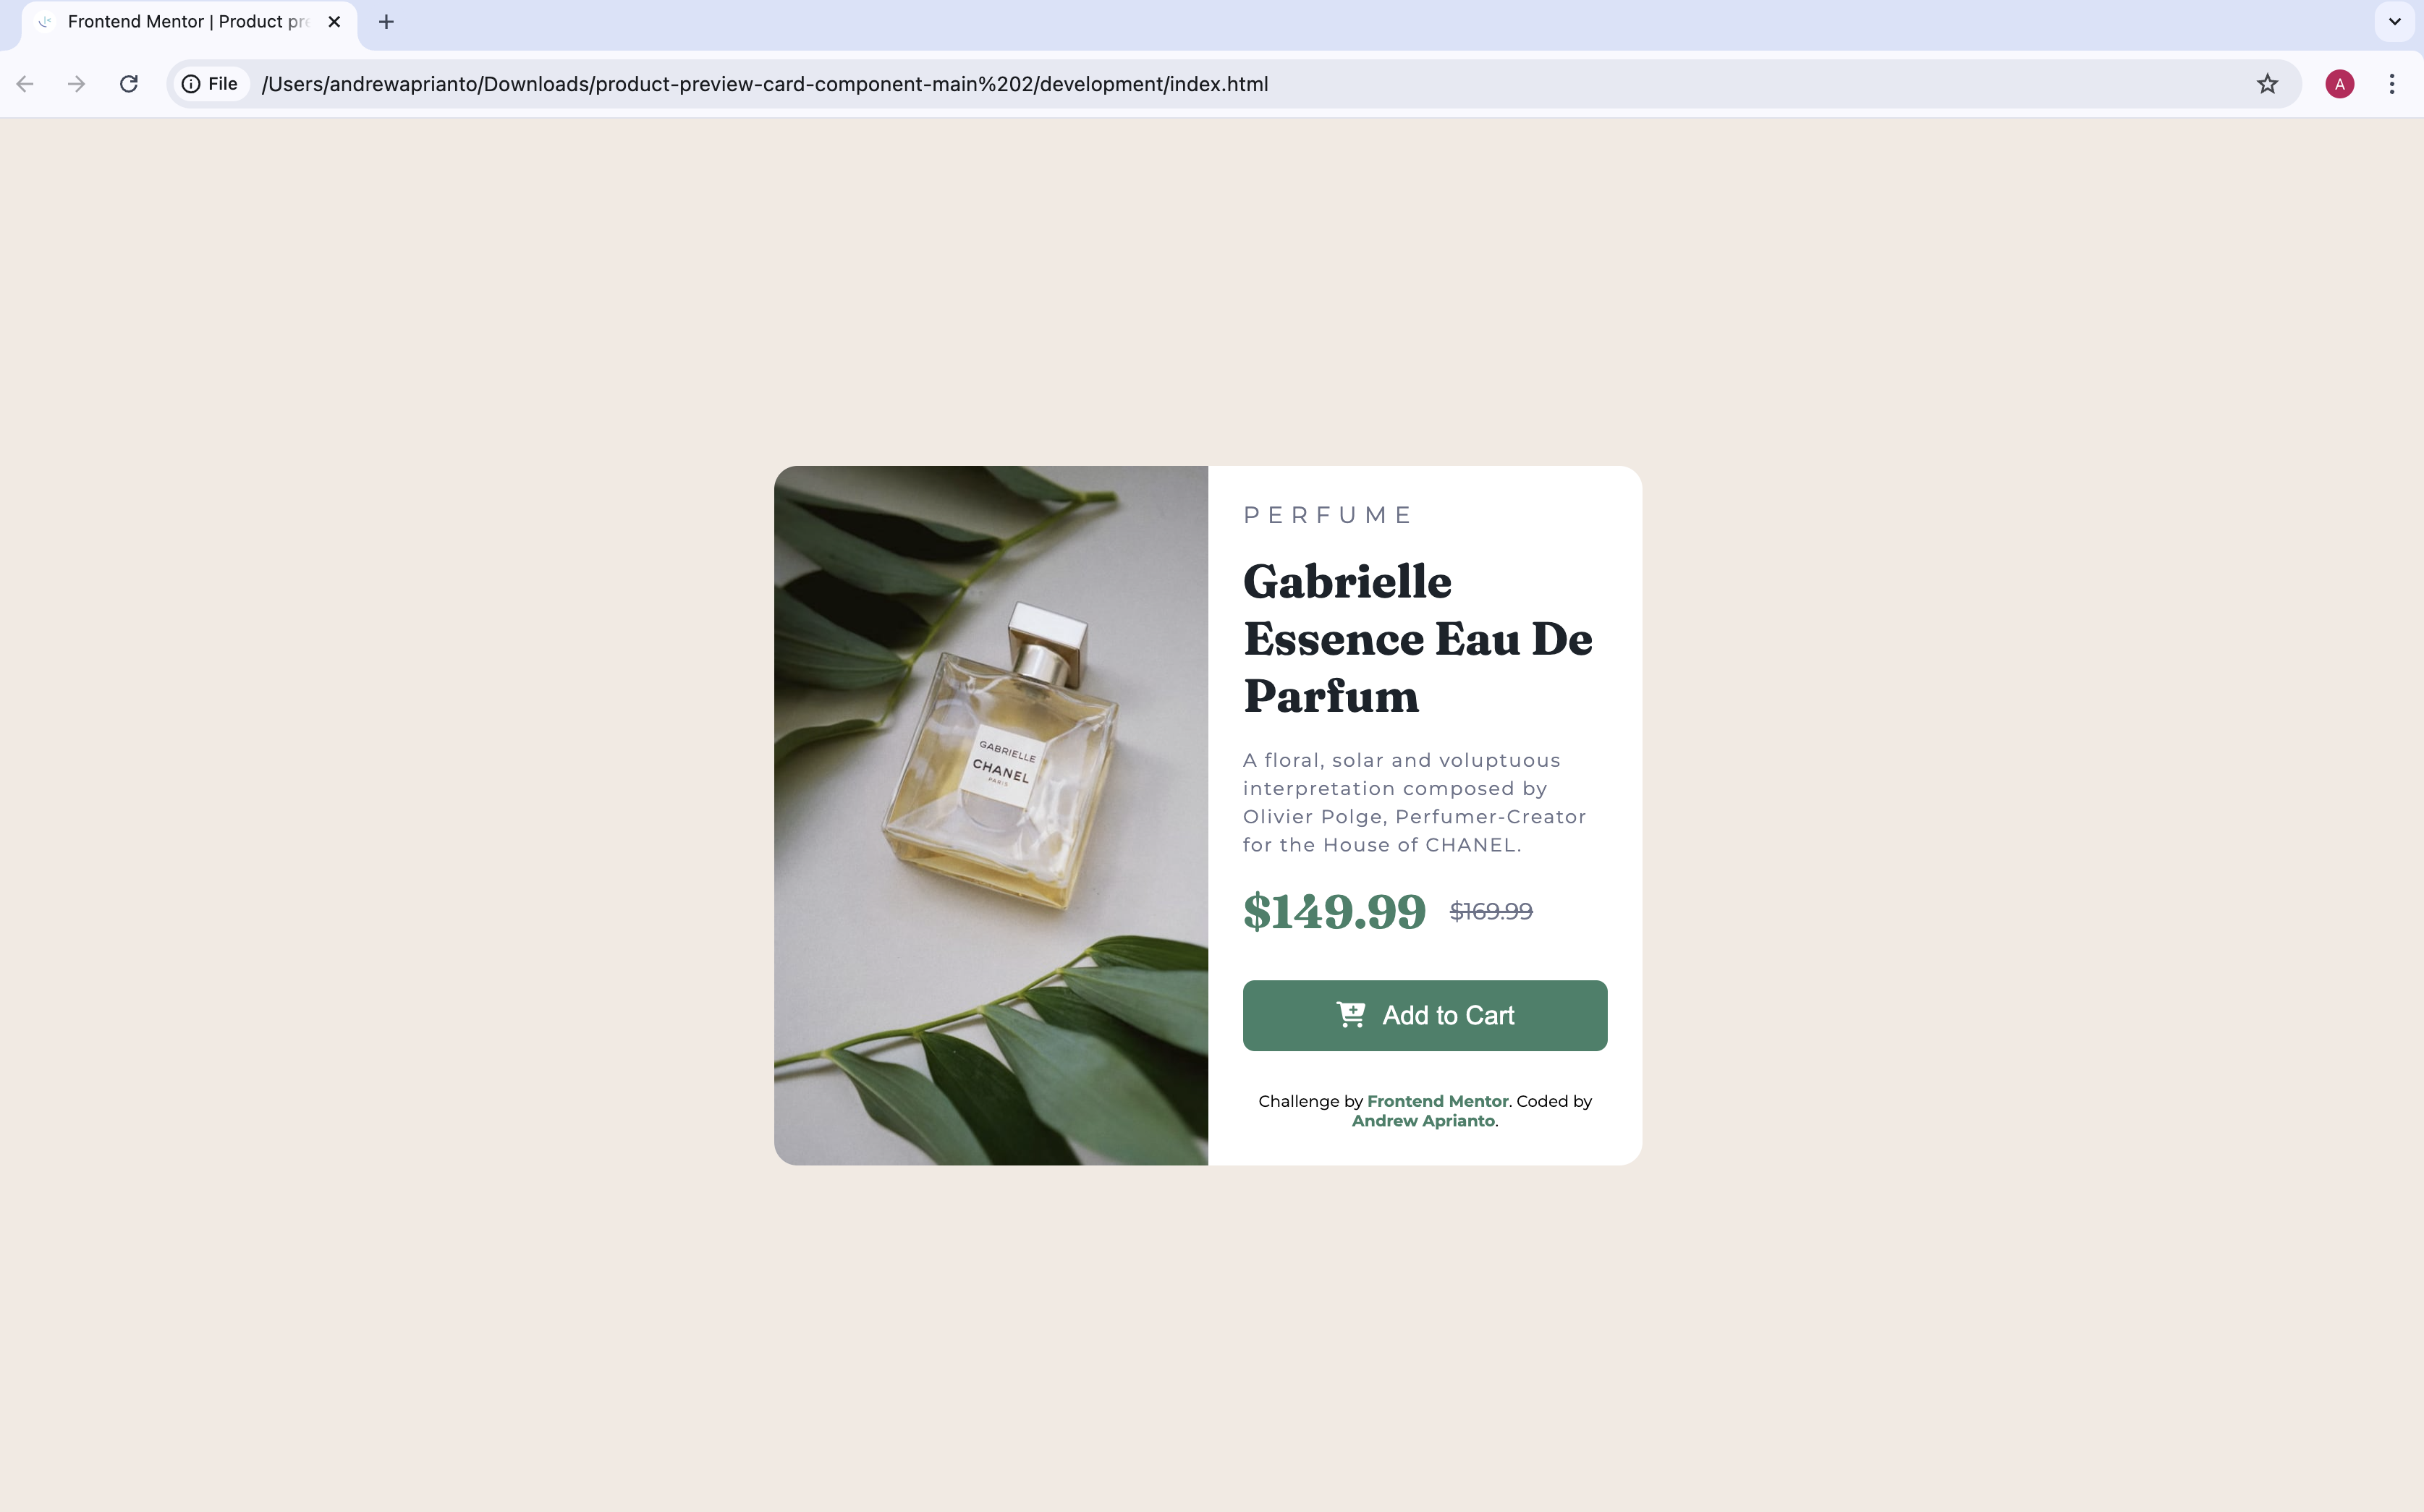 Frontend Mentor | Product pre
File
/Users/andrewaprianto/Downloads/product-preview-card-component-main%202/development/index.html
A
PERFUME
Gabrielle
Essence Eau De
Parfum
A floral, solar and voluptuous
interpretation composed by
Olivier Polge, Perfumer-Creator
for the House of CHANEL.
$149.99 $169.99
Add to Cart
Challenge by Frontend Mentor. Coded by
Andrew Aprianto.
GABRIELLE
CHANEL
PARIS